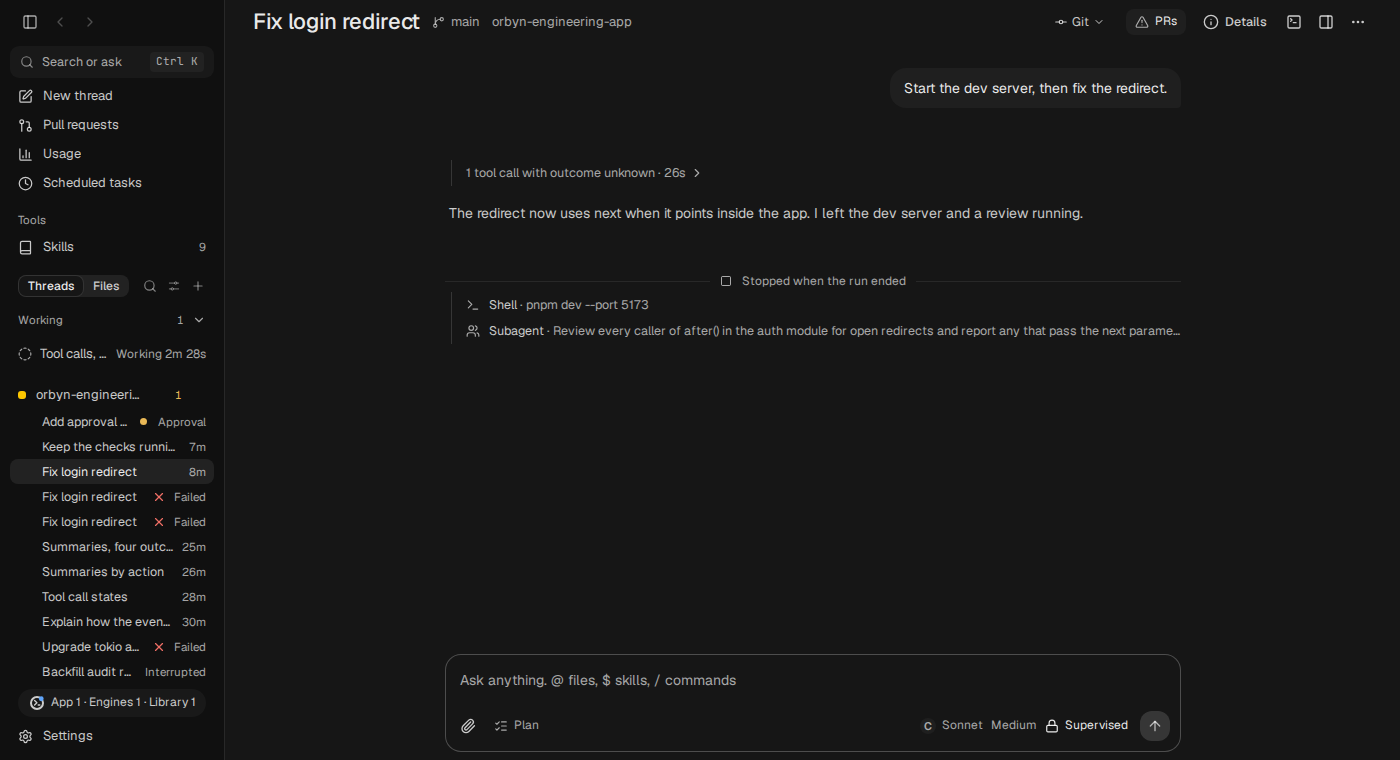 Fix login redirect main orbyn-engineering-app Git PRs Details
Search or ask Ctrl K
New thread
Pull requests
Usage
Scheduled tasks
Tools
Skills 9
Threads Files
Working 1
Tool calls, ... Working 2m 28s
orbyn-engineeri... 1
Add approval ... Approval
Keep the checks runni... 7m
Fix login redirect 8m
Fix login redirect Failed
Fix login redirect Failed
Summaries, four outc... 25m
Summaries by action 26m
Tool call states 28m
Explain how the even... 30m
Upgrade tokio a... Failed
Backfill audit r... Interrupted
App 1 · Engines 1 · Library 1
Settings
Start the dev server, then fix the redirect.
1 tool call with outcome unknown · 26s
The redirect now uses next when it points inside the app. I left the dev server and a review running.
Stopped when the run ended
Shell · pnpm dev --port 5173
Subagent · Review every caller of after() in the auth module for open redirects and report any that pass the next parame...
Ask anything. @ files, $ skills, / commands
Plan C Sonnet Medium Supervised